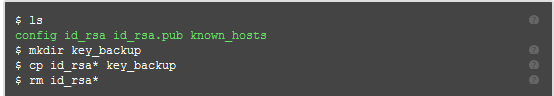 $ ls
config id_rsa id_rsa.pub known_hosts
$ mkdir key_backup
$ cp id_rsa* key_backup
$ rm id_rsa*